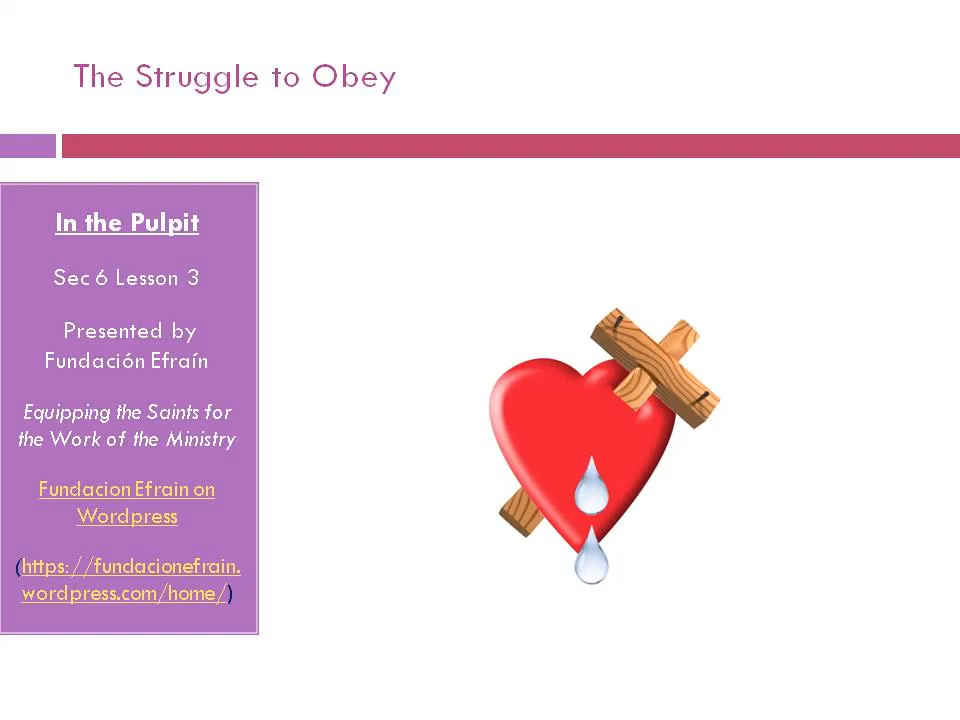 The Struggle to Obey
In the Pulpit
Sec 6 Lesson 3
Presented by
Fundación Efraín
Equipping the Saints for
the Work of the Ministry
Fundacion Efrain on
Wordpress
(https://fundacionefrain.
wordpress.com/home/)